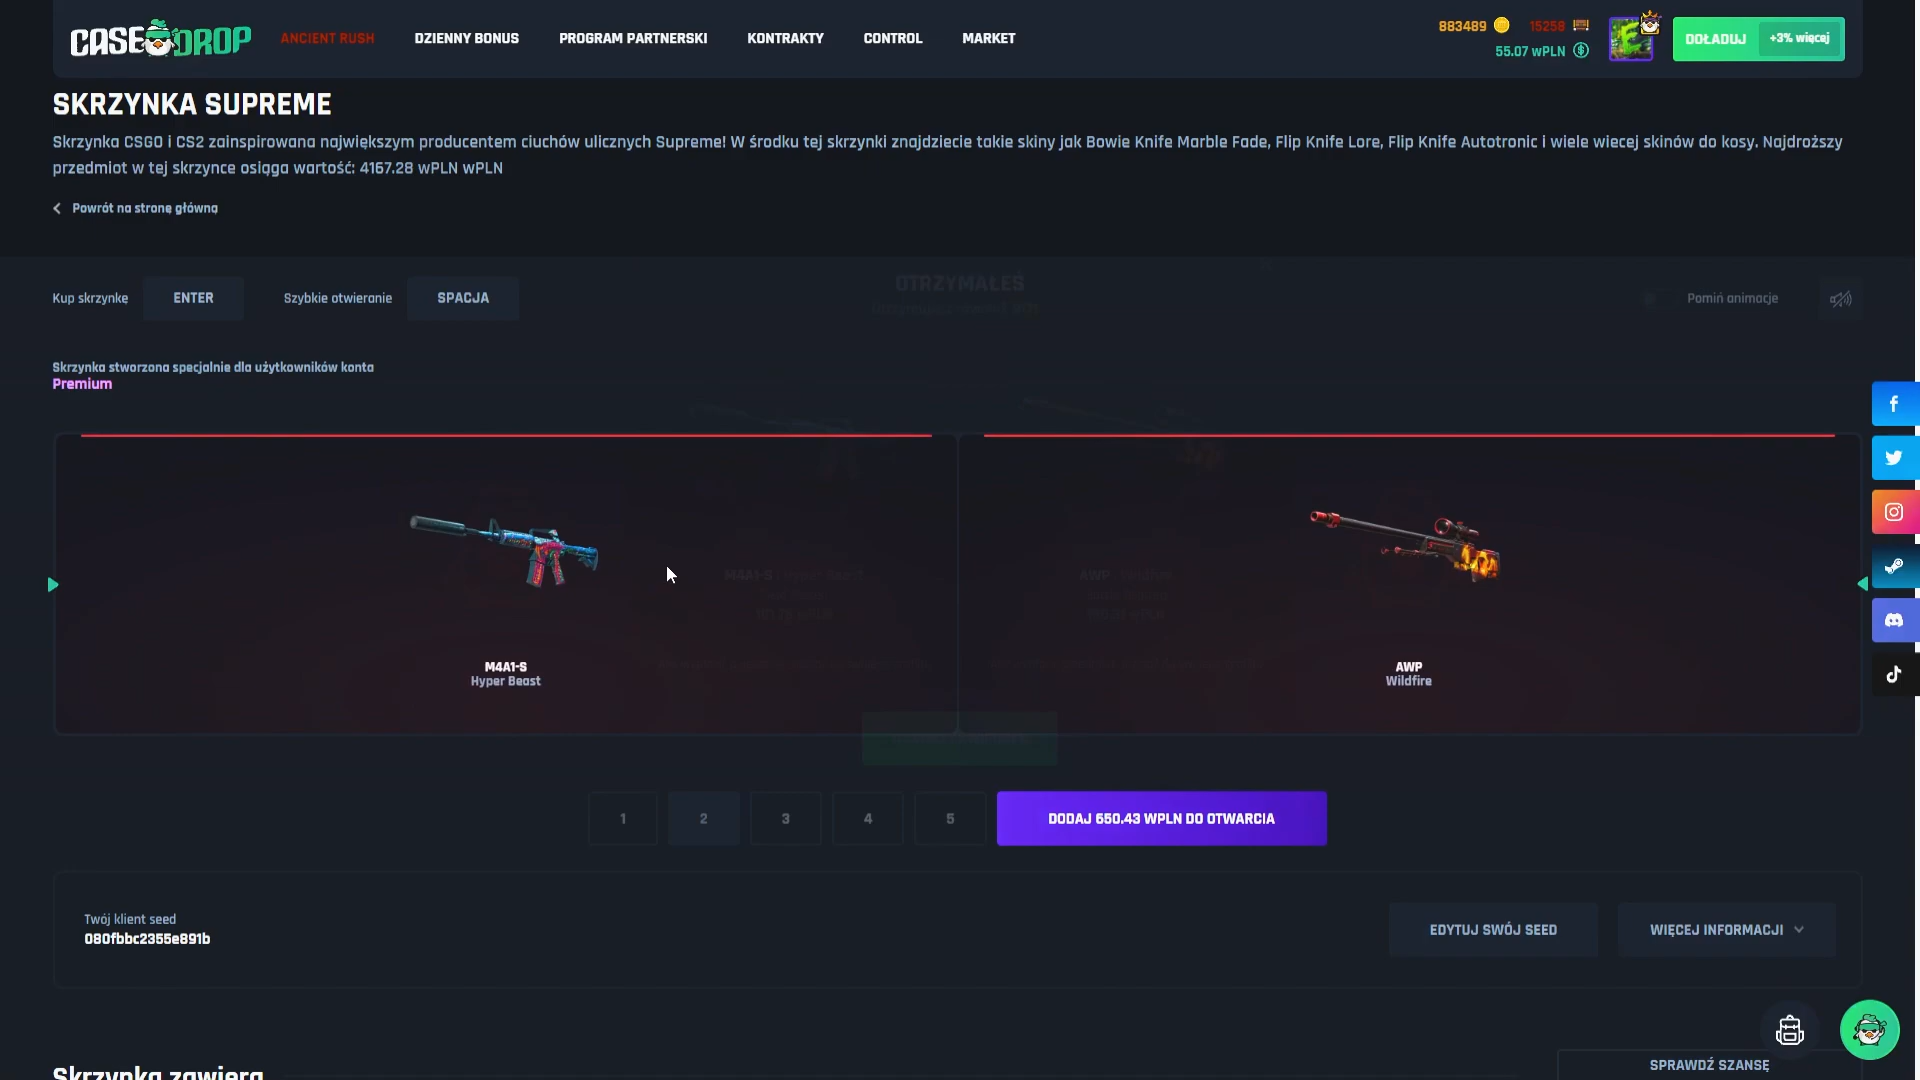 CASE DROP
ANCIENT RUSH
DZIENNY BONUS
PROGRAM PARTNERSKI
KONTRAKTY
CONTROL
MARKET
883489
15258
55.07 wPLN
DOŁADUJ
+3% więcej
SKRZYNKA SUPREME
Skrzynka CSGO i CS2 zainspirowana największym producentem ciuchów ulicznych Supreme! W środku tej skrzynki znajdziecie takie skiny jak Bowie Knife Marble Fade, Flip Knife Lore, Flip Knife Autotronic i wiele wiecej skinów do kosy. Najdroższy
przedmiot w tej skrzynce osiąga wartość: 4167.28 wPLN wPLN
Powrót na stronę główną
Kup skrzynkę
ENTER
Szybkie otwieranie
SPACJA
OTRZYMAŁEŚ
Pomiń animacje
Skrzynka stworzona specjalnie dla użytkowników konta
Premium
M4A1-S
Hyper Beast
AWP
Wildfire
1
2
3
4
5
DODAJ 650.43 WPLN DO OTWARCIA
Twój klient seed
080fbbc2355e891b
EDYTUJ SWÓJ SEED
WIĘCEJ INFORMACJI
Skrzynka zawiera
SPRAWDŹ SZANSĘ